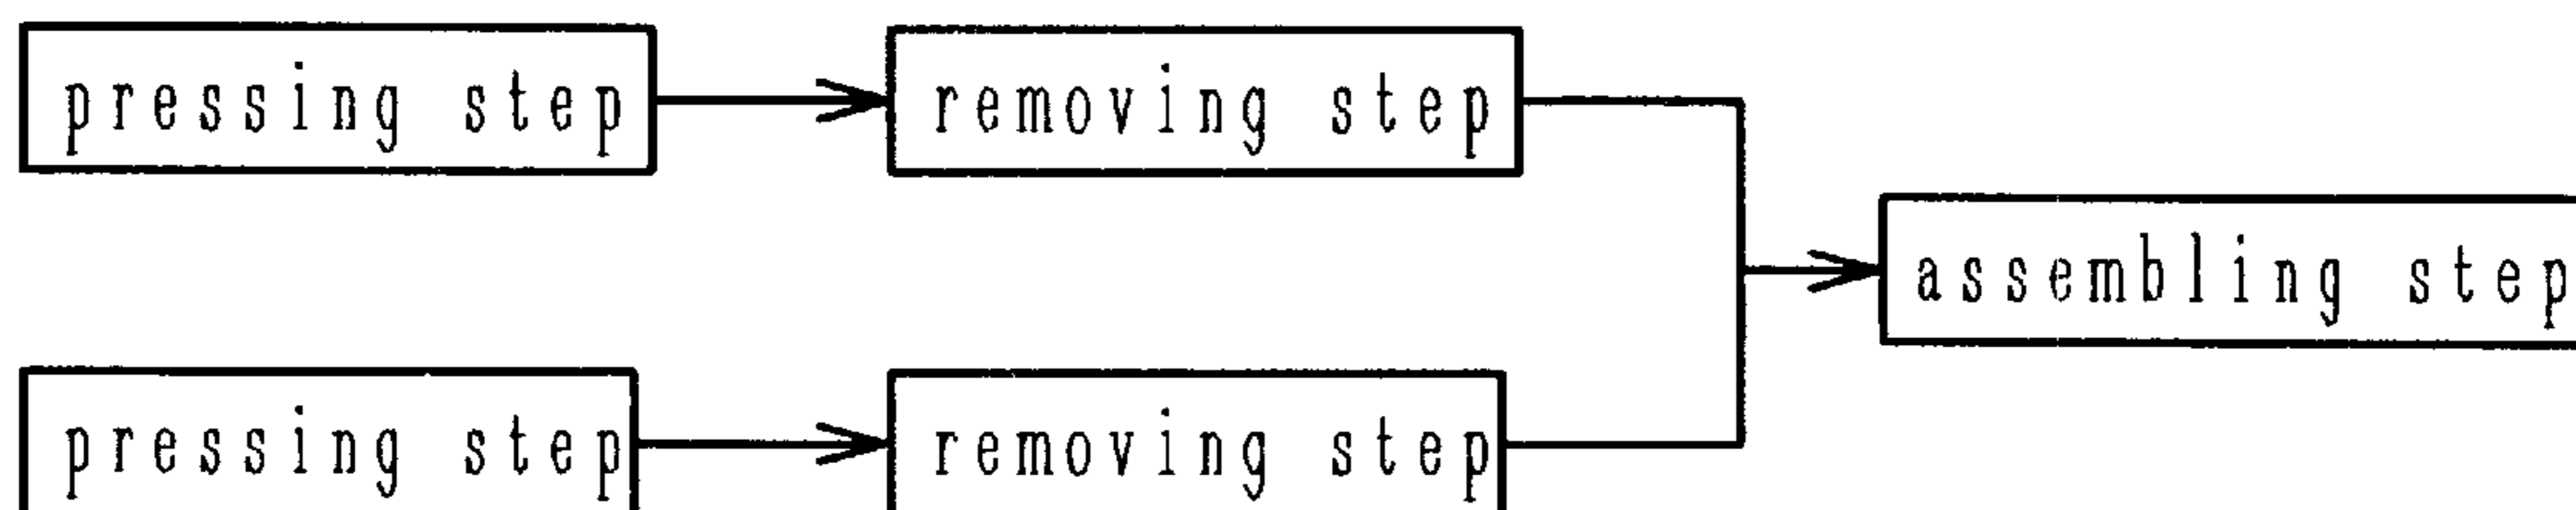 pressing step
removing step
assembling step
pressing step
removing step